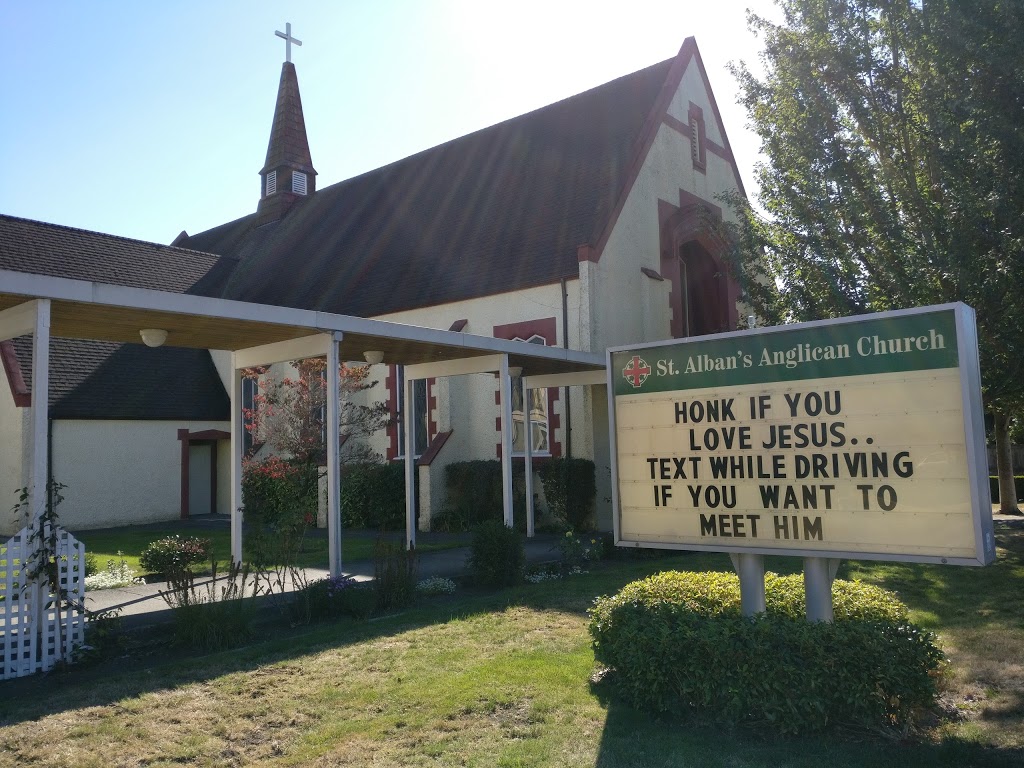 St. Alban's Anglican Church
HONK IF YOU
LOVE JESUS..
TEXT WHILE DRIVING
IF YOU WANT TO
MEET HIM